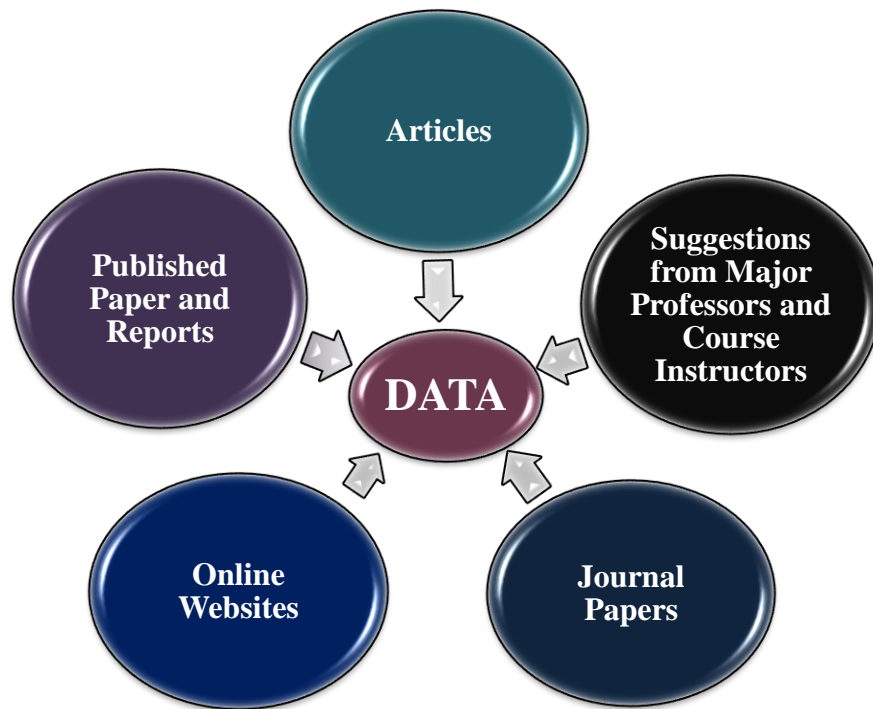 Articles
Published
Paper and
Reports
Suggestions
from Major
Professors and
Course
Instructors
DATA
Online
Websites
Journal
Papers